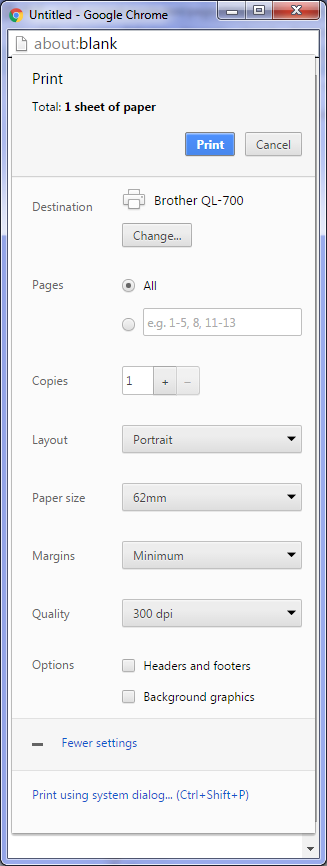 Untitled - Google Chrome
about:blank
Print
Total: 1 sheet of paper
Print Cancel
Destination Brother QL-700
Change...
Pages All
e.g. 1-5, 8, 11-13
Copies 1 + −
Layout Portrait
Paper size 62mm
Margins Minimum
Quality 300 dpi
Options Headers and footers
Background graphics
Fewer settings
Print using system dialog... (Ctrl+Shift+P)